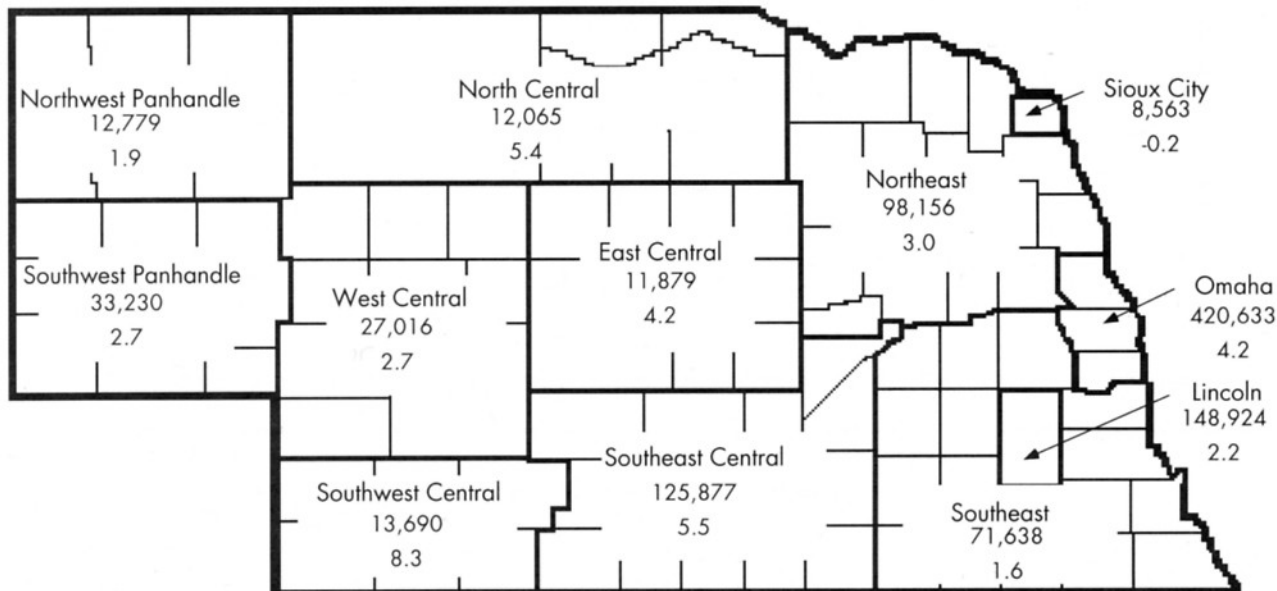 Northwest Panhandle
12,779
1.9
North Central
12,065
5.4
Sioux City
8,563
-0.2
Northeast
98,156
3.0
Southwest Panhandle
33,230
2.7
West Central
27,016
2.7
East Central
11,879
4.2
Omaha
420,633
4.2
Lincoln
148,924
2.2
Southwest Central
13,690
8.3
Southeast Central
125,877
5.5
Southeast
71,638
1.6